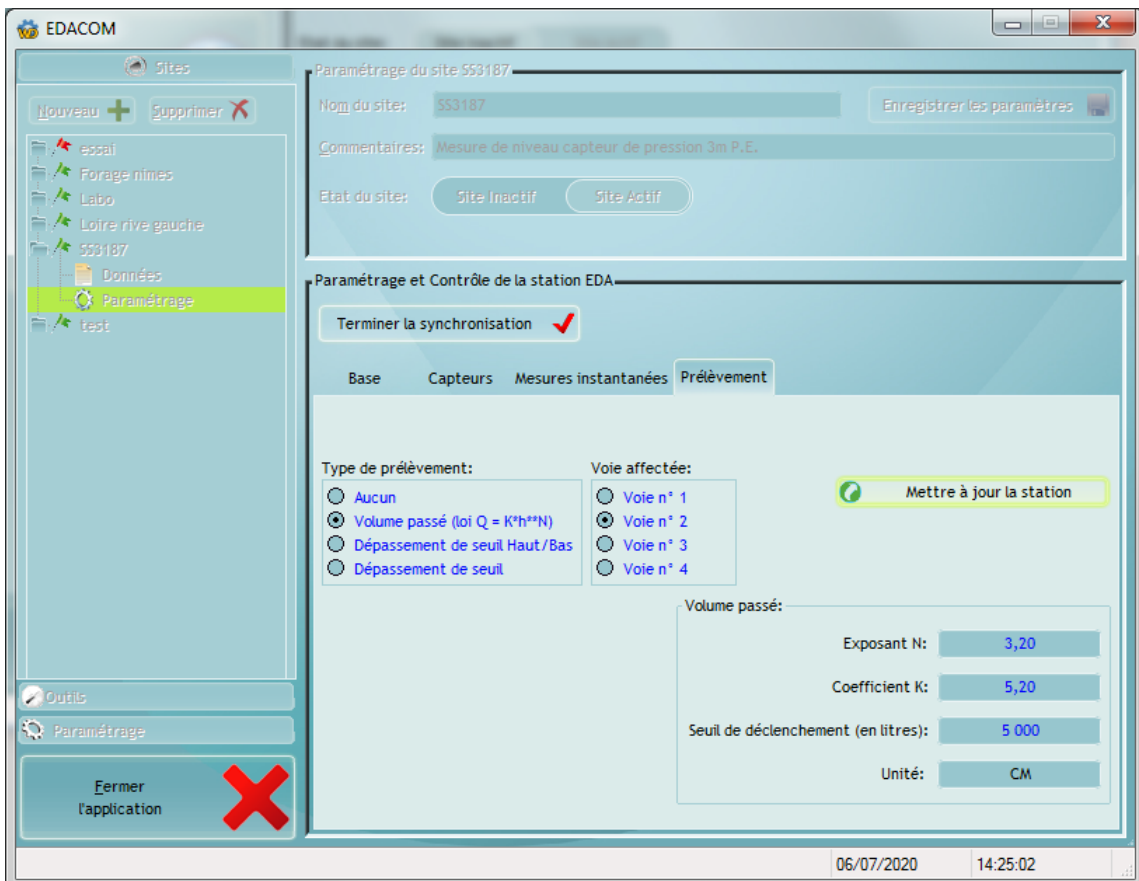 EDACOM
Sites
Nouveau
Supprimer
essai
Forage nimes
Labo
Loire rive gauche
SS3187
Données
Paramétrage
test
Outils
Paramétrage
Fermer
l'application
Paramétrage du site SS3187
Nom du site: SS3187
Enregistrer les paramètres
Commentaires: Mesure de niveau capteur de pression 3m P.E.
Etat du site: Site Inactif Site Actif
Paramétrage et Contrôle de la station EDA
Terminer la synchronisation
Base Capteurs Mesures instantanées Prélèvement
Type de prélèvement:
Aucun
Volume passé (loi Q = K*h**N)
Dépassement de seuil Haut/Bas
Dépassement de seuil
Voie affectée:
Voie n° 1
Voie n° 2
Voie n° 3
Voie n° 4
Mettre à jour la station
Volume passé:
Exposant N: 3,20
Coefficient K: 5,20
Seuil de déclenchement (en litres): 5 000
Unité: CM
06/07/2020 14:25:02